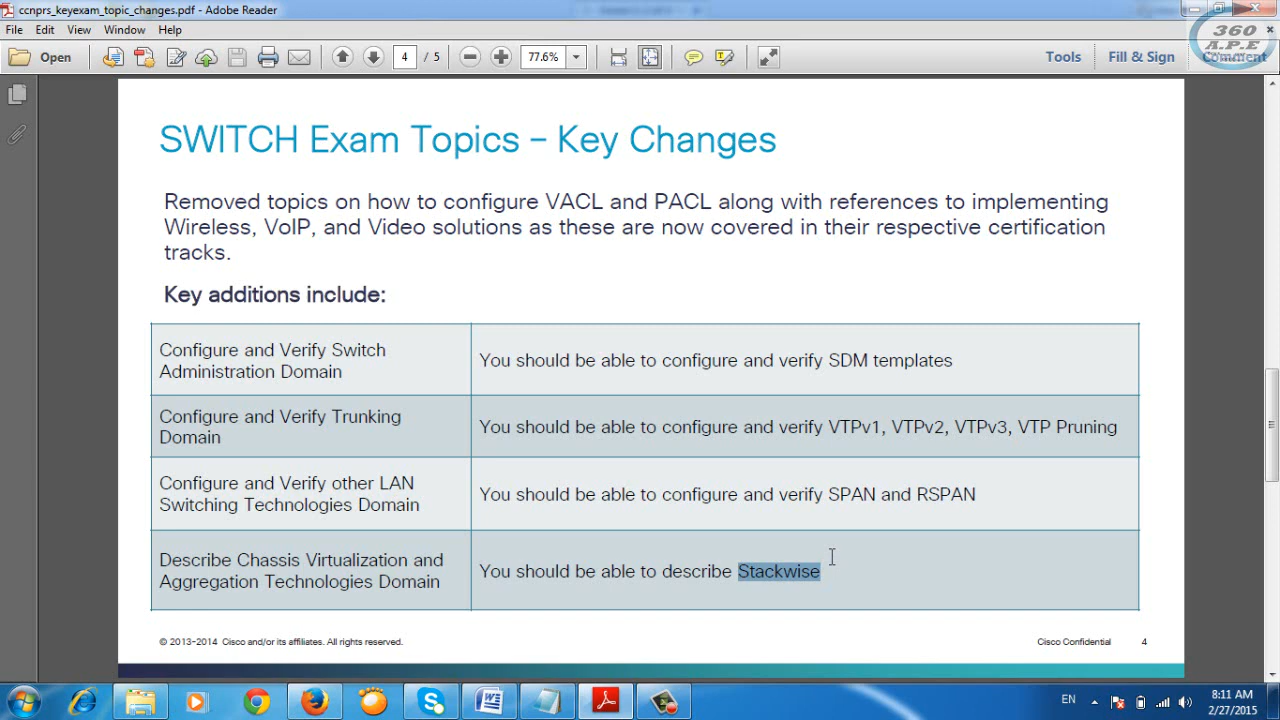 ccnprs_keyexam_topic_changes.pdf - Adobe Reader
File Edit View Window Help
360
A.P.E
Open 4 / 5 77.6% Tools Fill & Sign Comment
SWITCH Exam Topics – Key Changes
Removed topics on how to configure VACL and PACL along with references to implementing
Wireless, VoIP, and Video solutions as these are now covered in their respective certification
tracks.
Key additions include:
Configure and Verify Switch
Administration Domain
You should be able to configure and verify SDM templates
Configure and Verify Trunking
Domain
You should be able to configure and verify VTPv1, VTPv2, VTPv3, VTP Pruning
Configure and Verify other LAN
Switching Technologies Domain
You should be able to configure and verify SPAN and RSPAN
Describe Chassis Virtualization and
Aggregation Technologies Domain
You should be able to describe Stackwise
© 2013-2014 Cisco and/or its affiliates. All rights reserved. Cisco Confidential 4
EN 8:11 AM
2/27/2015